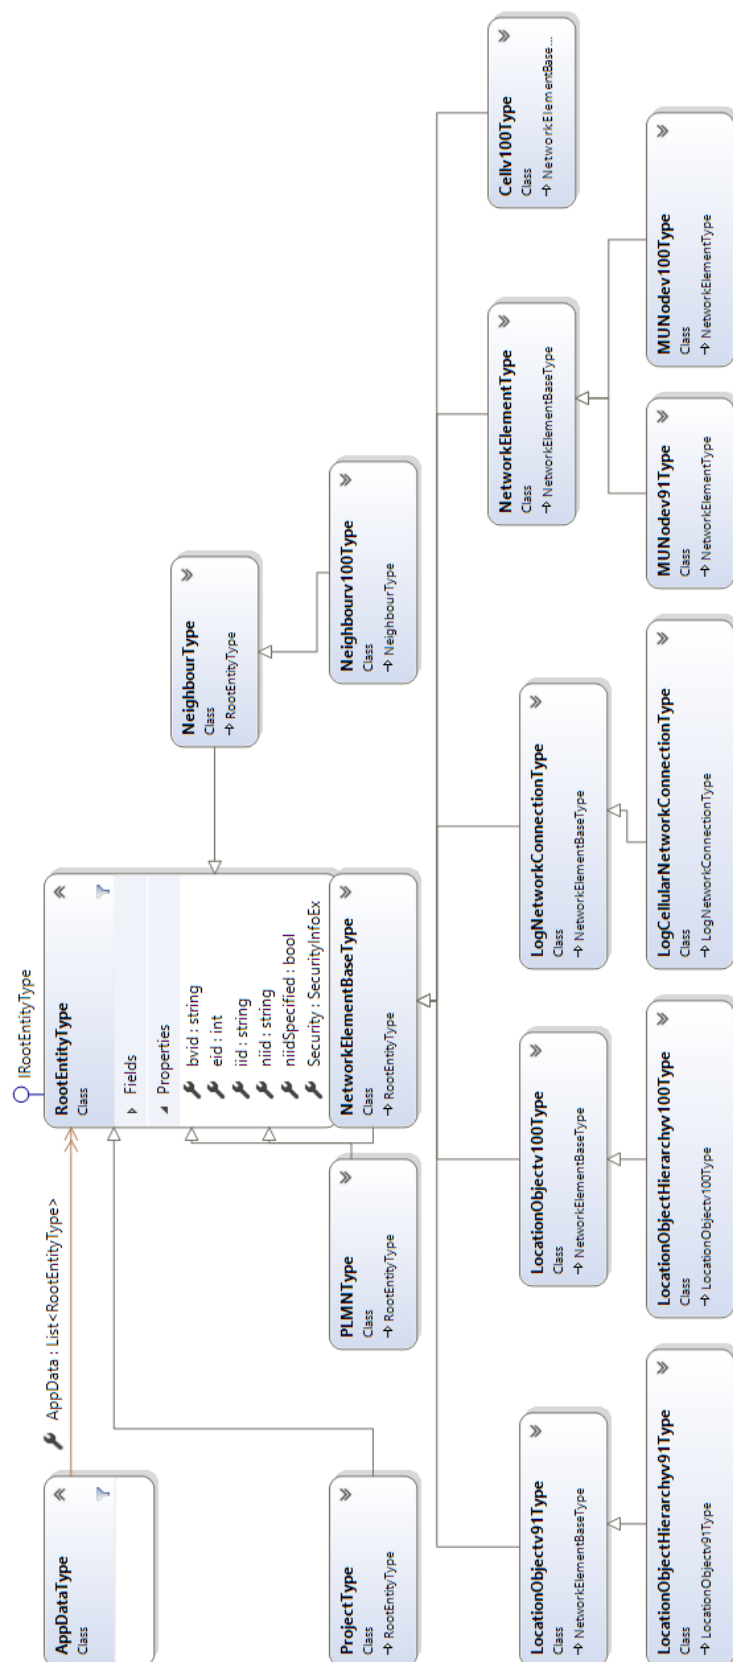 AppDataType
Class
AppData : List<RootEntityType>
IRootEntityType
RootEntityType
Class
Fields
Properties
bvid : string
eid : int
iid : string
niid : string
niidSpecified : bool
Security : SecurityInfoEx
NeighbourType
Class
RootEntityType
ProjectType
Class
RootEntityType
PLMNType
Class
RootEntityType
NetworkElementBaseType
Class
RootEntityType
Neighbourv100Type
Class
NeighbourType
LocationObjectv91Type
Class
NetworkElementBaseType
LocationObjectv100Type
Class
NetworkElementBaseType
LogNetworkConnectionType
Class
NetworkElementBaseType
NetworkElementType
Class
NetworkElementBaseType
Cellv100Type
Class
NetworkElementBase...
LocationObjectHierarchyv91Type
Class
LocationObjectv91Type
LocationObjectHierarchyv100Type
Class
LocationObjectv100Type
LogCellularNetworkConnectionType
Class
LogNetworkConnectionType
MUNodev91Type
Class
NetworkElementType
MUNodev100Type
Class
NetworkElementType